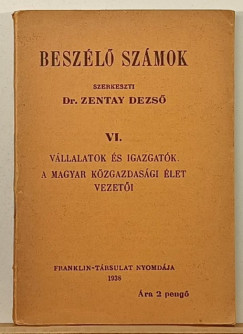 BESZÉLŐ SZÁMOK
SZERKESZTI
Dr. ZENTAY DEZSŐ
VI.
VÁLLALATOK ÉS IGAZGATÓK.
A MAGYAR KÖZGAZDASÁGI ÉLET
VEZETŐI
FRANKLIN-TÁRSULAT NYOMDÁJA
1938
Ára 2 pengő